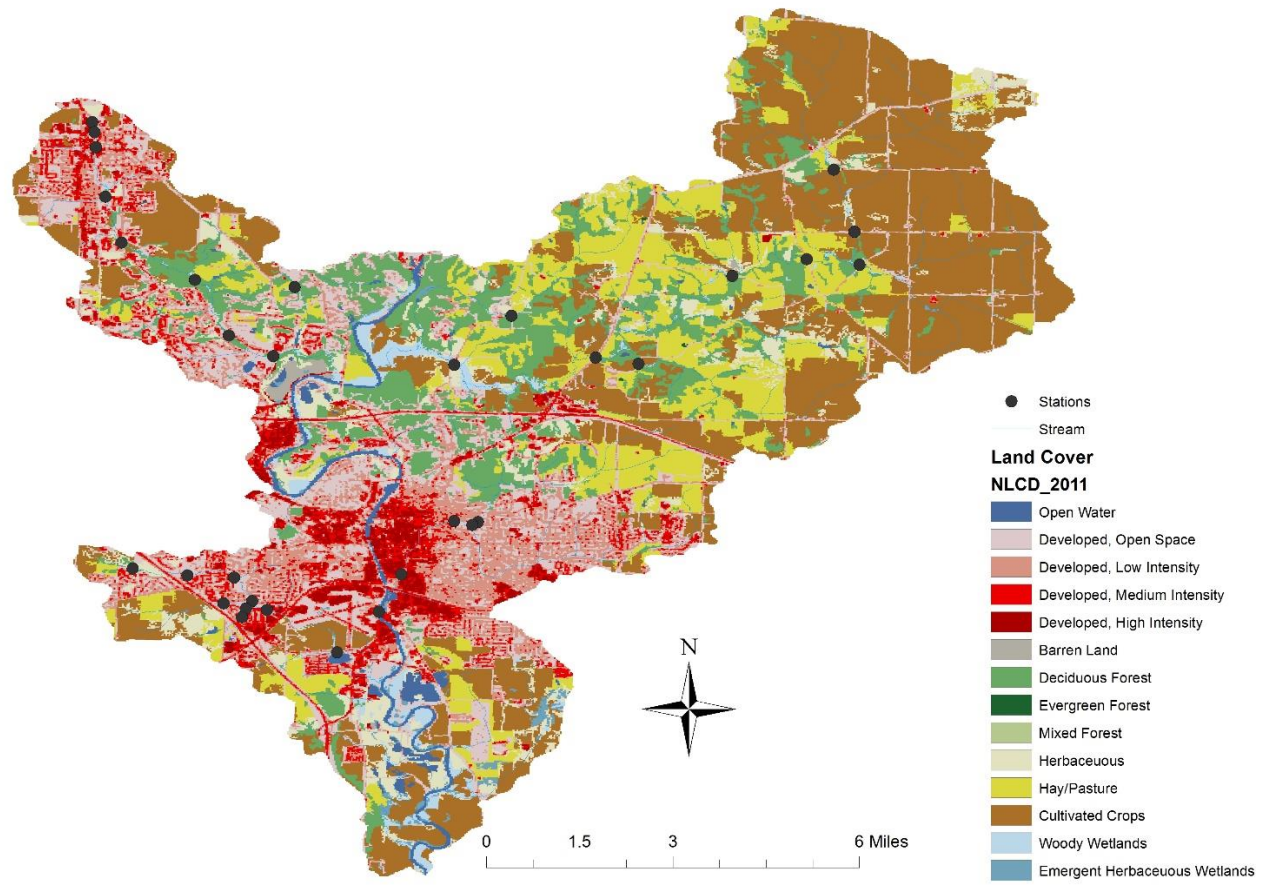 Stations
Stream
Land Cover
NLCD_2011
Open Water
Developed, Open Space
Developed, Low Intensity
Developed, Medium Intensity
Developed, High Intensity
Barren Land
Deciduous Forest
Evergreen Forest
Mixed Forest
Herbaceuous
Hay/Pasture
Cultivated Crops
Woody Wetlands
Emergent Herbaceuous Wetlands
N
0 1.5 3 6 Miles